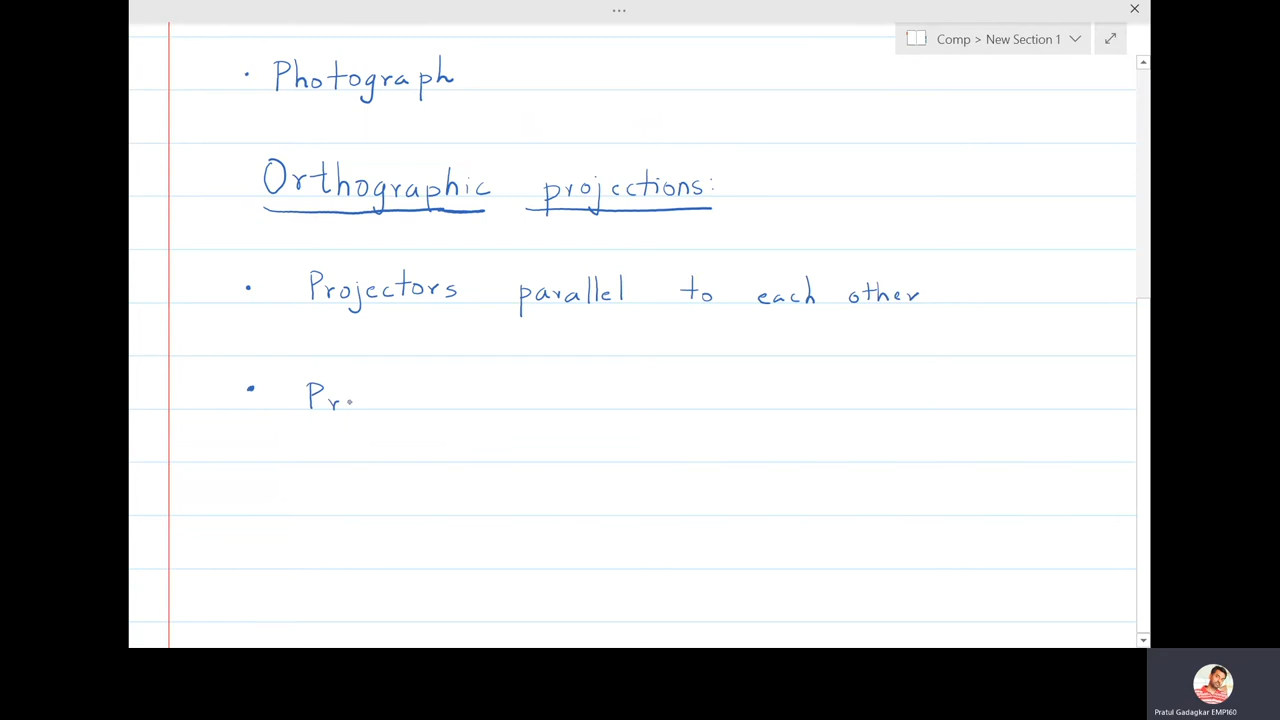 ...
Comp > New Section 1
· Photograph
Orthographic projections:
· Projectors parallel to each other
· Pr
Pratul Gadagkar EMP160